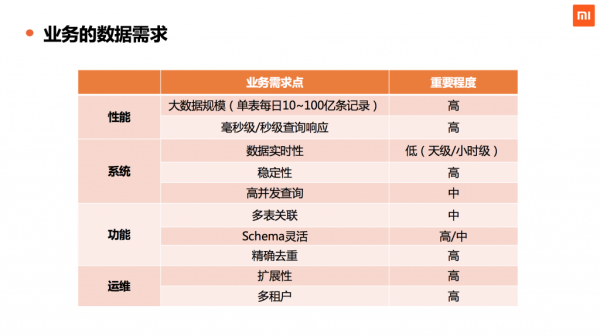 MI
业务的数据需求
业务需求点 重要程度
性能 大数据规模（单表每日10~100亿条记录） 高
毫秒级/秒级查询响应 高
系统 数据实时性 低（天级/小时级）
稳定性 高
高并发查询 中
功能 多表关联 中
Schema灵活 高/中
精确去重 高
运维 扩展性 高
多租户 高